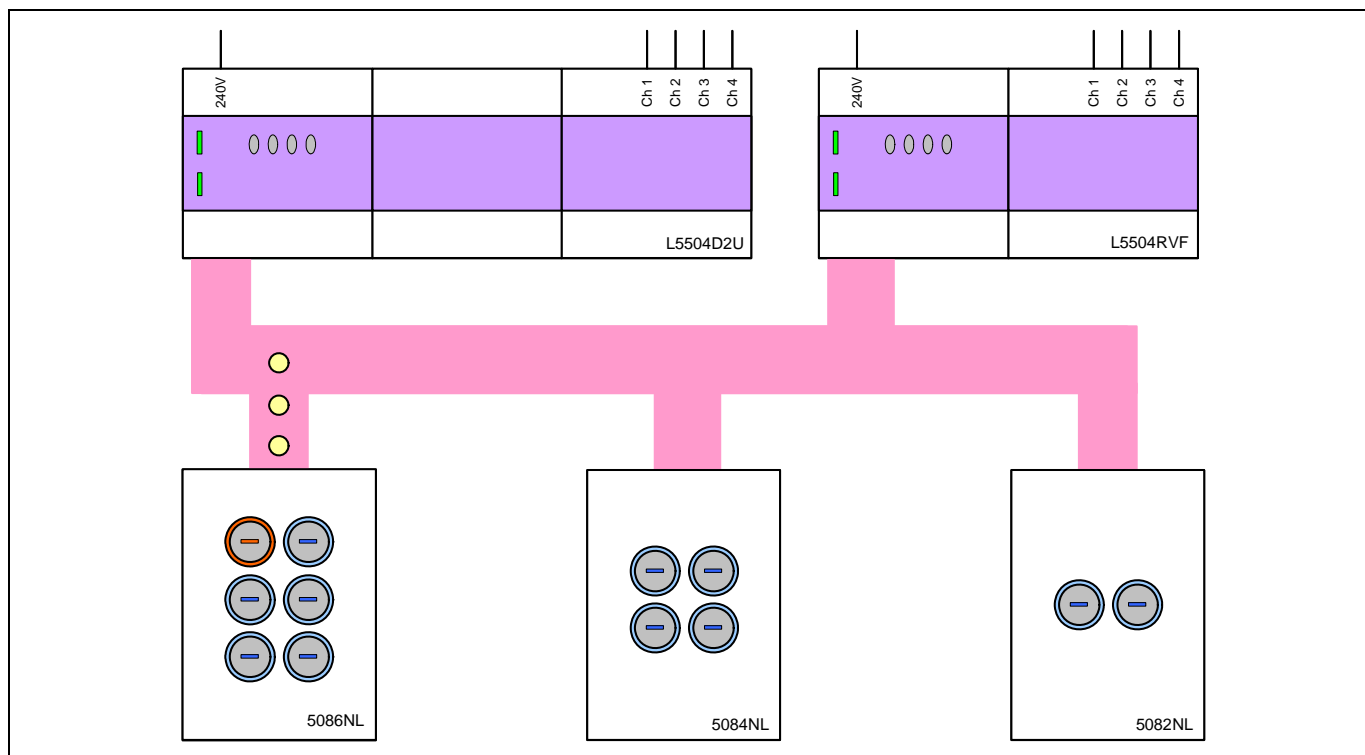 240V
Ch 1
Ch 2
Ch 3
Ch 4
L5504D2U
240V
Ch 1
Ch 2
Ch 3
Ch 4
L5504RVF
5086NL
5084NL
5082NL